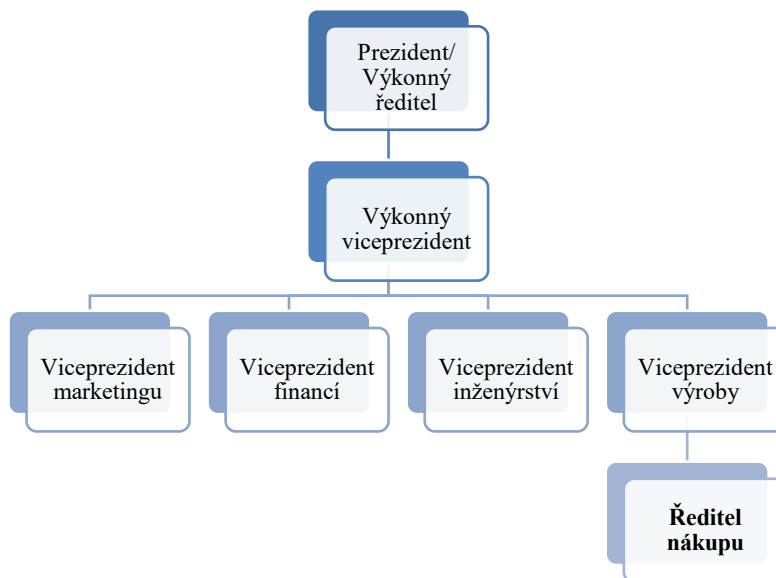 Prezident/
Výkonný
ředitel
Výkonný
viceprezident
Viceprezident
marketingu
Viceprezident
financí
Viceprezident
inženýrství
Viceprezident
výroby
Ředitel
nákupu